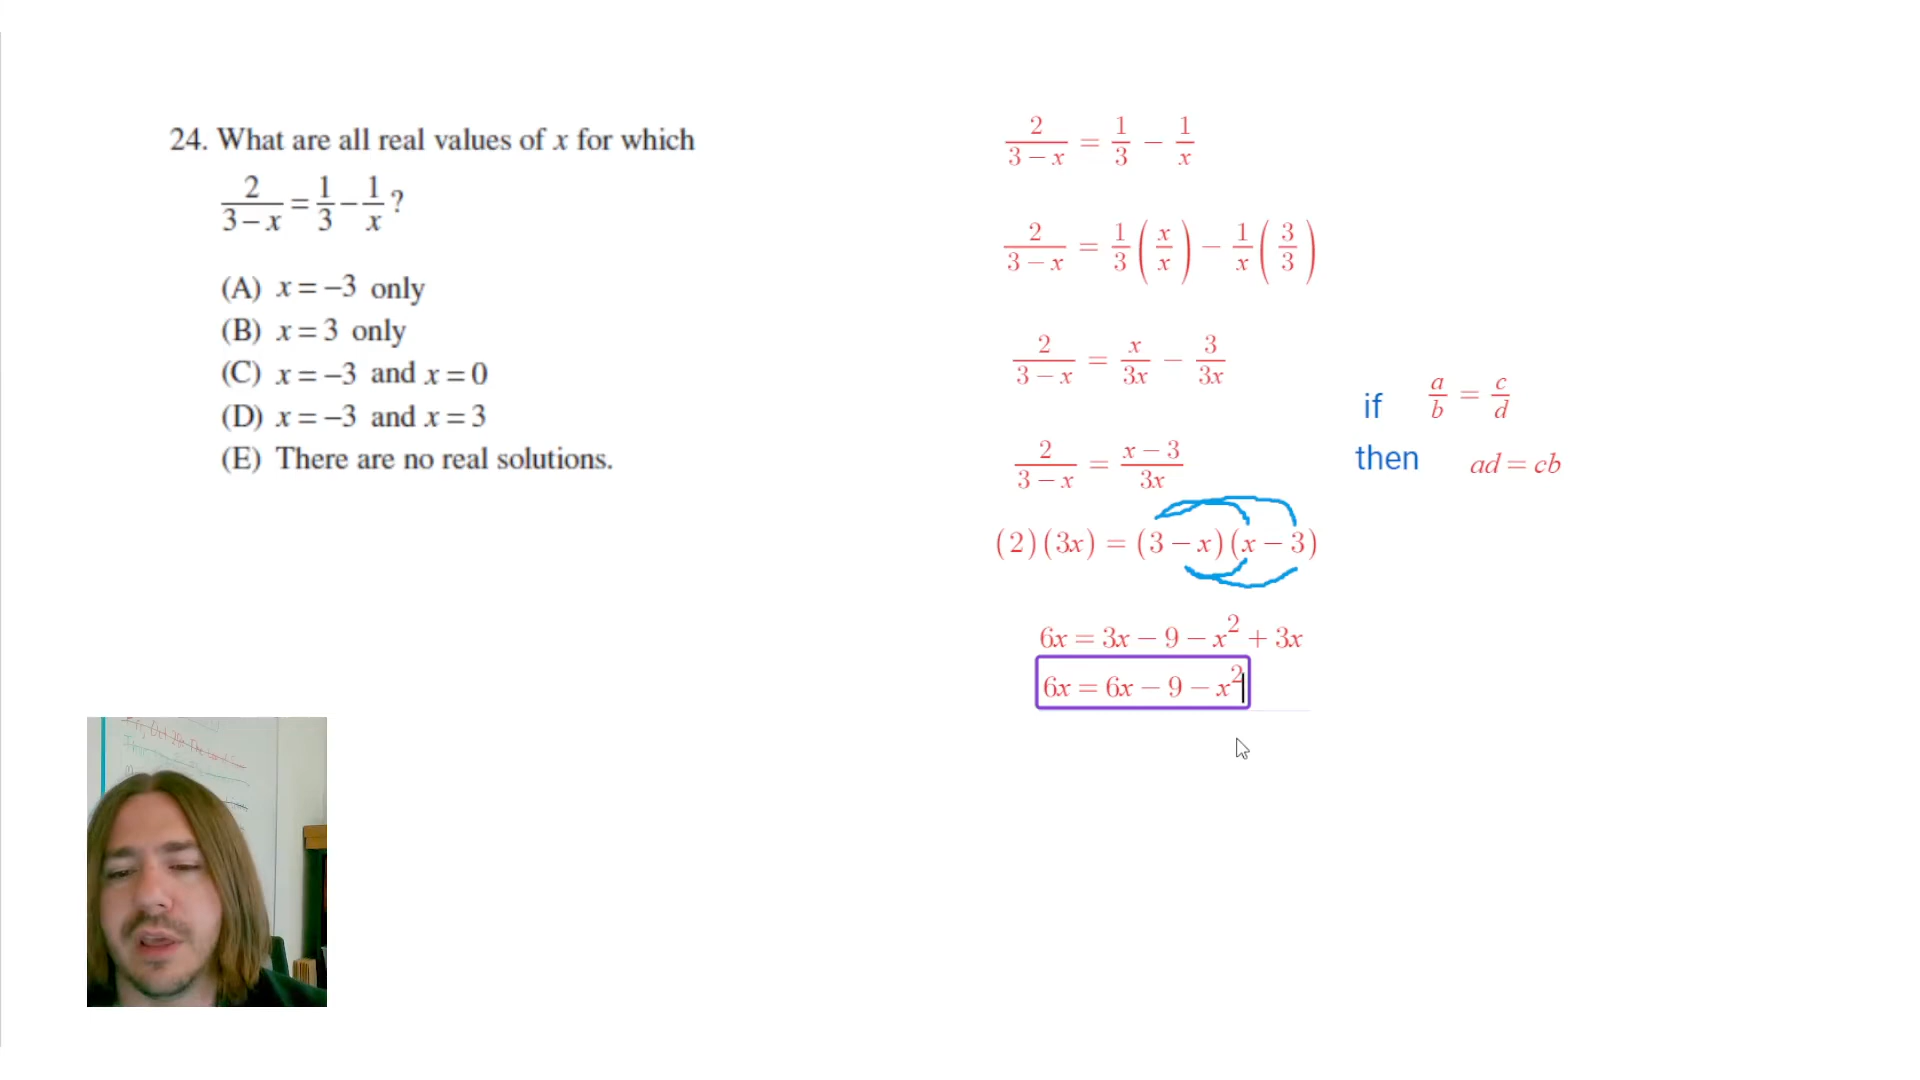 24. What are all real values of x for which
2/(3 – x) = 1/3 – 1/x ?
(A) x = –3 only
(B) x = 3 only
(C) x = –3 and x = 0
(D) x = –3 and x = 3
(E) There are no real solutions.
2/(3 − x) = 1/3 − 1/x
2/(3 − x) = 1/3 (x/x) − 1/x (3/3)
2/(3 − x) = x/3x − 3/3x
2/(3 − x) = (x − 3)/3x
(2)(3x) = (3 − x)(x − 3)
6x = 3x − 9 − x² + 3x
6x = 6x − 9 − x²
if a/b = c/d
then ad = cb